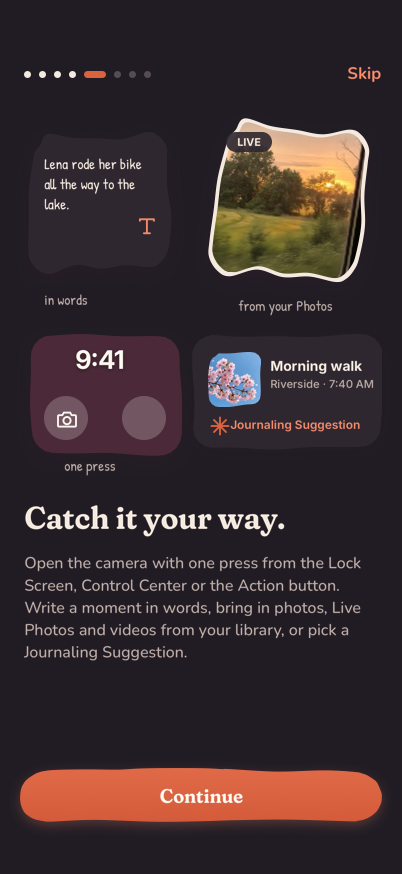 Skip
Lena rode her bike
all the way to the
lake.
T
in words
LIVE
from your Photos
9:41
one press
Morning walk
Riverside · 7:40 AM
Journaling Suggestion
Catch it your way.
Open the camera with one press from the Lock
Screen, Control Center or the Action button.
Write a moment in words, bring in photos, Live
Photos and videos from your library, or pick a
Journaling Suggestion.
Continue